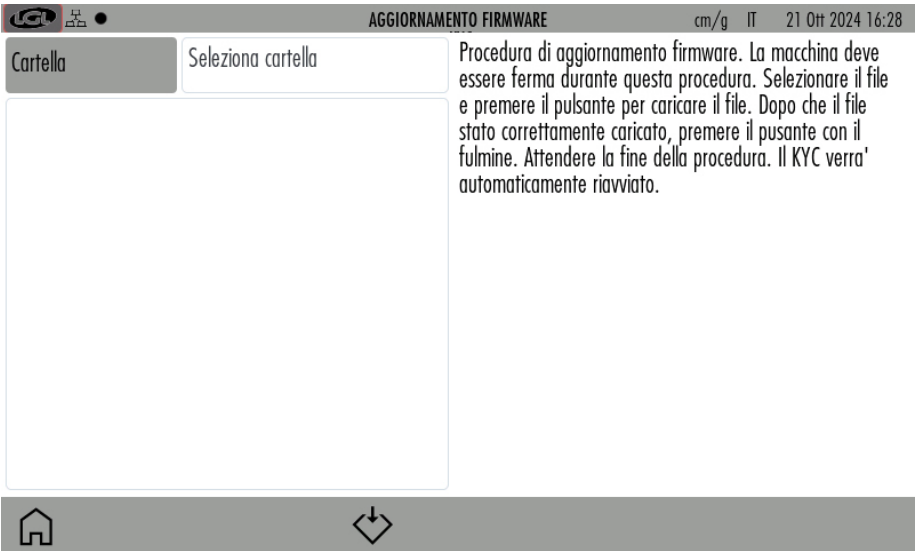 LGL
AGGIORNAMENTO FIRMWARE
cm/g IT 21 Ott 2024 16:28
Cartella
Seleziona cartella
Procedura di aggiornamento firmware. La macchina deve
essere ferma durante questa procedura. Selezionare il file
e premere il pulsante per caricare il file. Dopo che il file
stato correttamente caricato, premere il pusante con il
fulmine. Attendere la fine della procedura. Il KYC verra'
automaticamente riavviato.